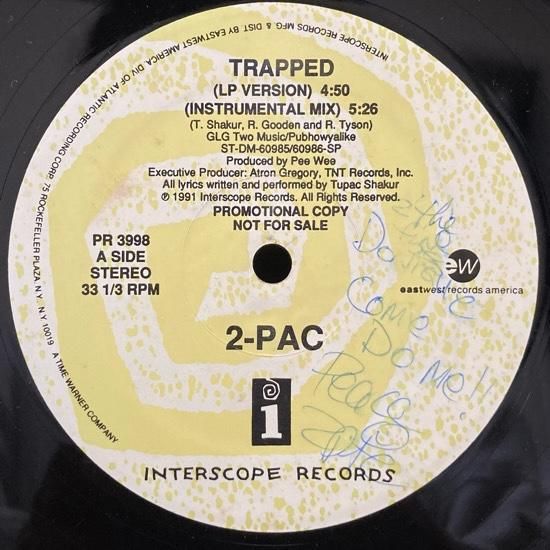 TRAPPED
(LP VERSION) 4:50
(INSTRUMENTAL MIX) 5:26
(T. Shakur, R. Gooden and R. Tyson)
GLG Two Music/Pubhowyalike
ST-DM-60985/60986-SP
Produced by Pee Wee
Executive Producer: Atron Gregory, TNT Records, Inc.
All lyrics written and performed by Tupac Shakur
℗ 1991 Interscope Records. All Rights Reserved.
PROMOTIONAL COPY
NOT FOR SALE
PR 3998
A SIDE
STEREO
33 1/3 RPM
ew
eastwest records america
2-PAC
i
INTERSCOPE RECORDS
INTERSCOPE RECORDS MFG & DIST. BY EASTWEST AMERICA, DIV. OF ATLANTIC RECORDING CORP. 75 ROCKEFELLER PLAZA, N.Y., N.Y. 10019 A TIME WARNER COMPANY
Come
Do Me!!
Peace